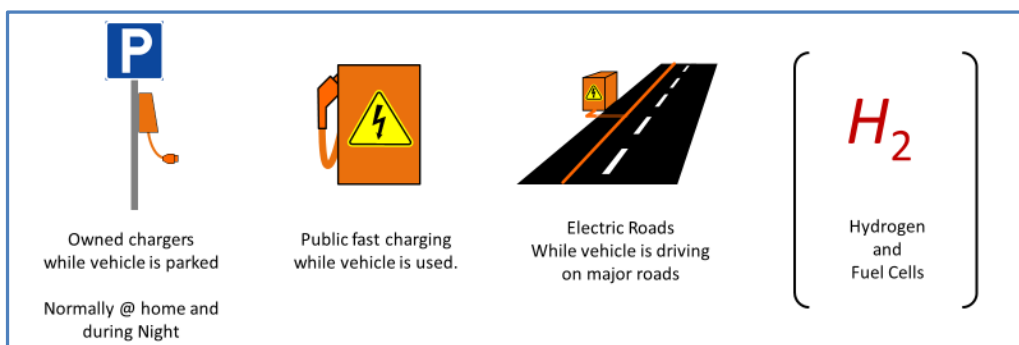 P
Owned chargers
while vehicle is parked
Normally @ home and
during Night
Public fast charging
while vehicle is used.
Electric Roads
While vehicle is driving
on major roads
H2
Hydrogen
and
Fuel Cells